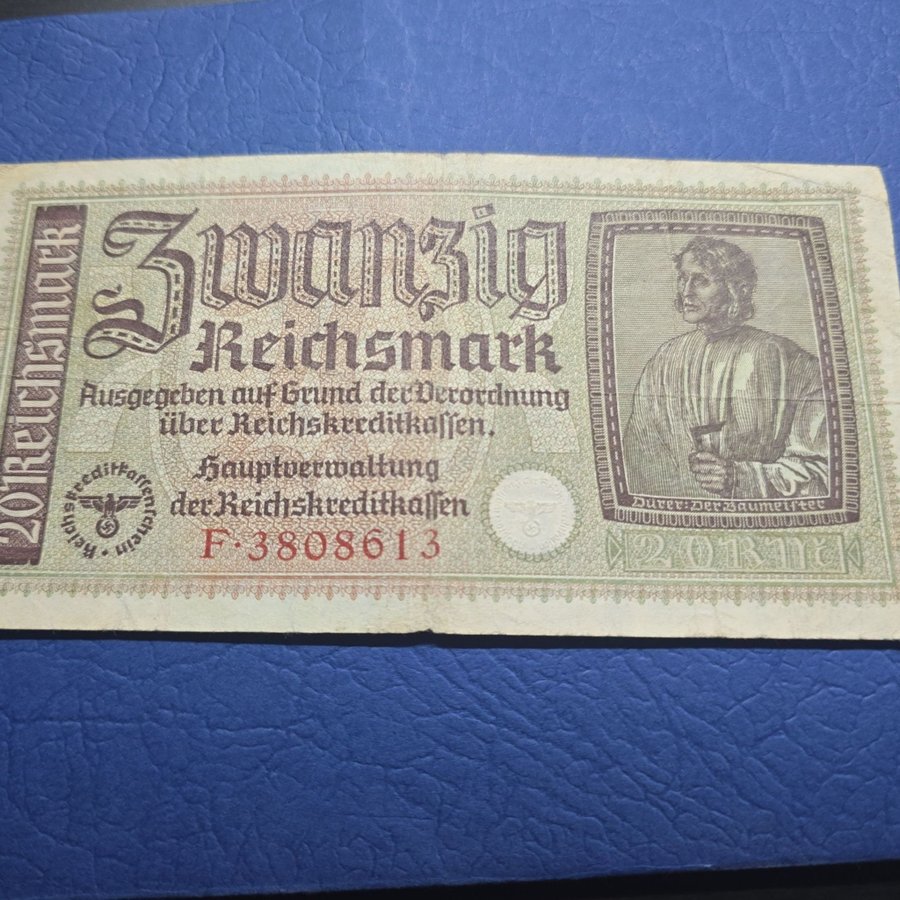 20 Reichsmark
Zwanzig
Reichsmark
Ausgegeben auf Grund der Verordnung
über Reichskreditkassen.
Hauptverwaltung
der Reichskreditkassen
Reichskreditkassenschein
F·3808613
Dürer: Der Baumeister
20 RM